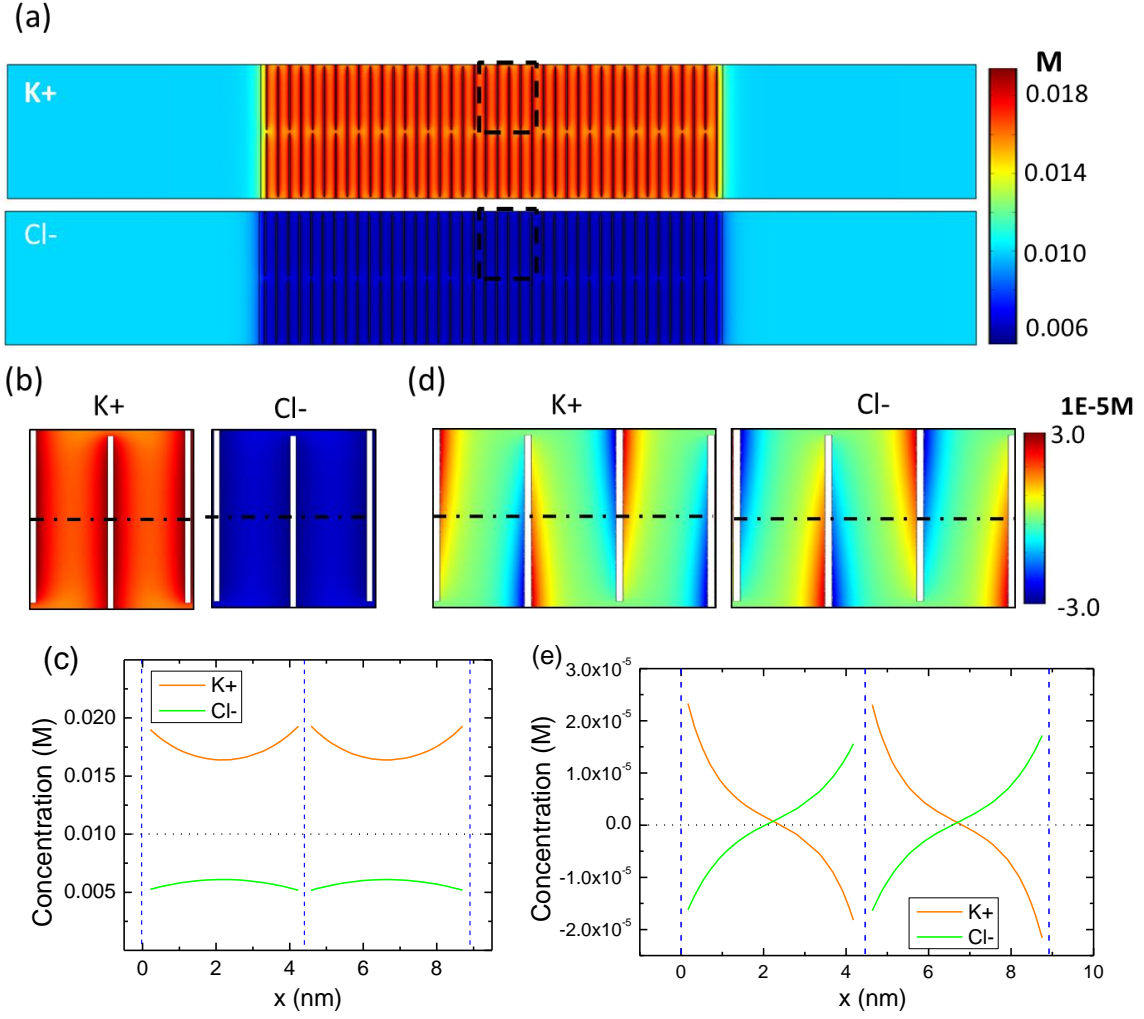 (a)
K+
Cl-
M
0.018
0.014
0.010
0.006
(b)
K+
Cl-
(d)
K+
Cl-
1E-5M
3.0
-3.0
(c)
K+
Cl-
0.020
0.015
0.010
0.005
Concentration (M)
0
2
4
6
8
x (nm)
(e)
3.0x10-5
2.0x10-5
1.0x10-5
0.0
-1.0x10-5
-2.0x10-5
Concentration (M)
K+
Cl-
0
2
4
6
8
10
x (nm)